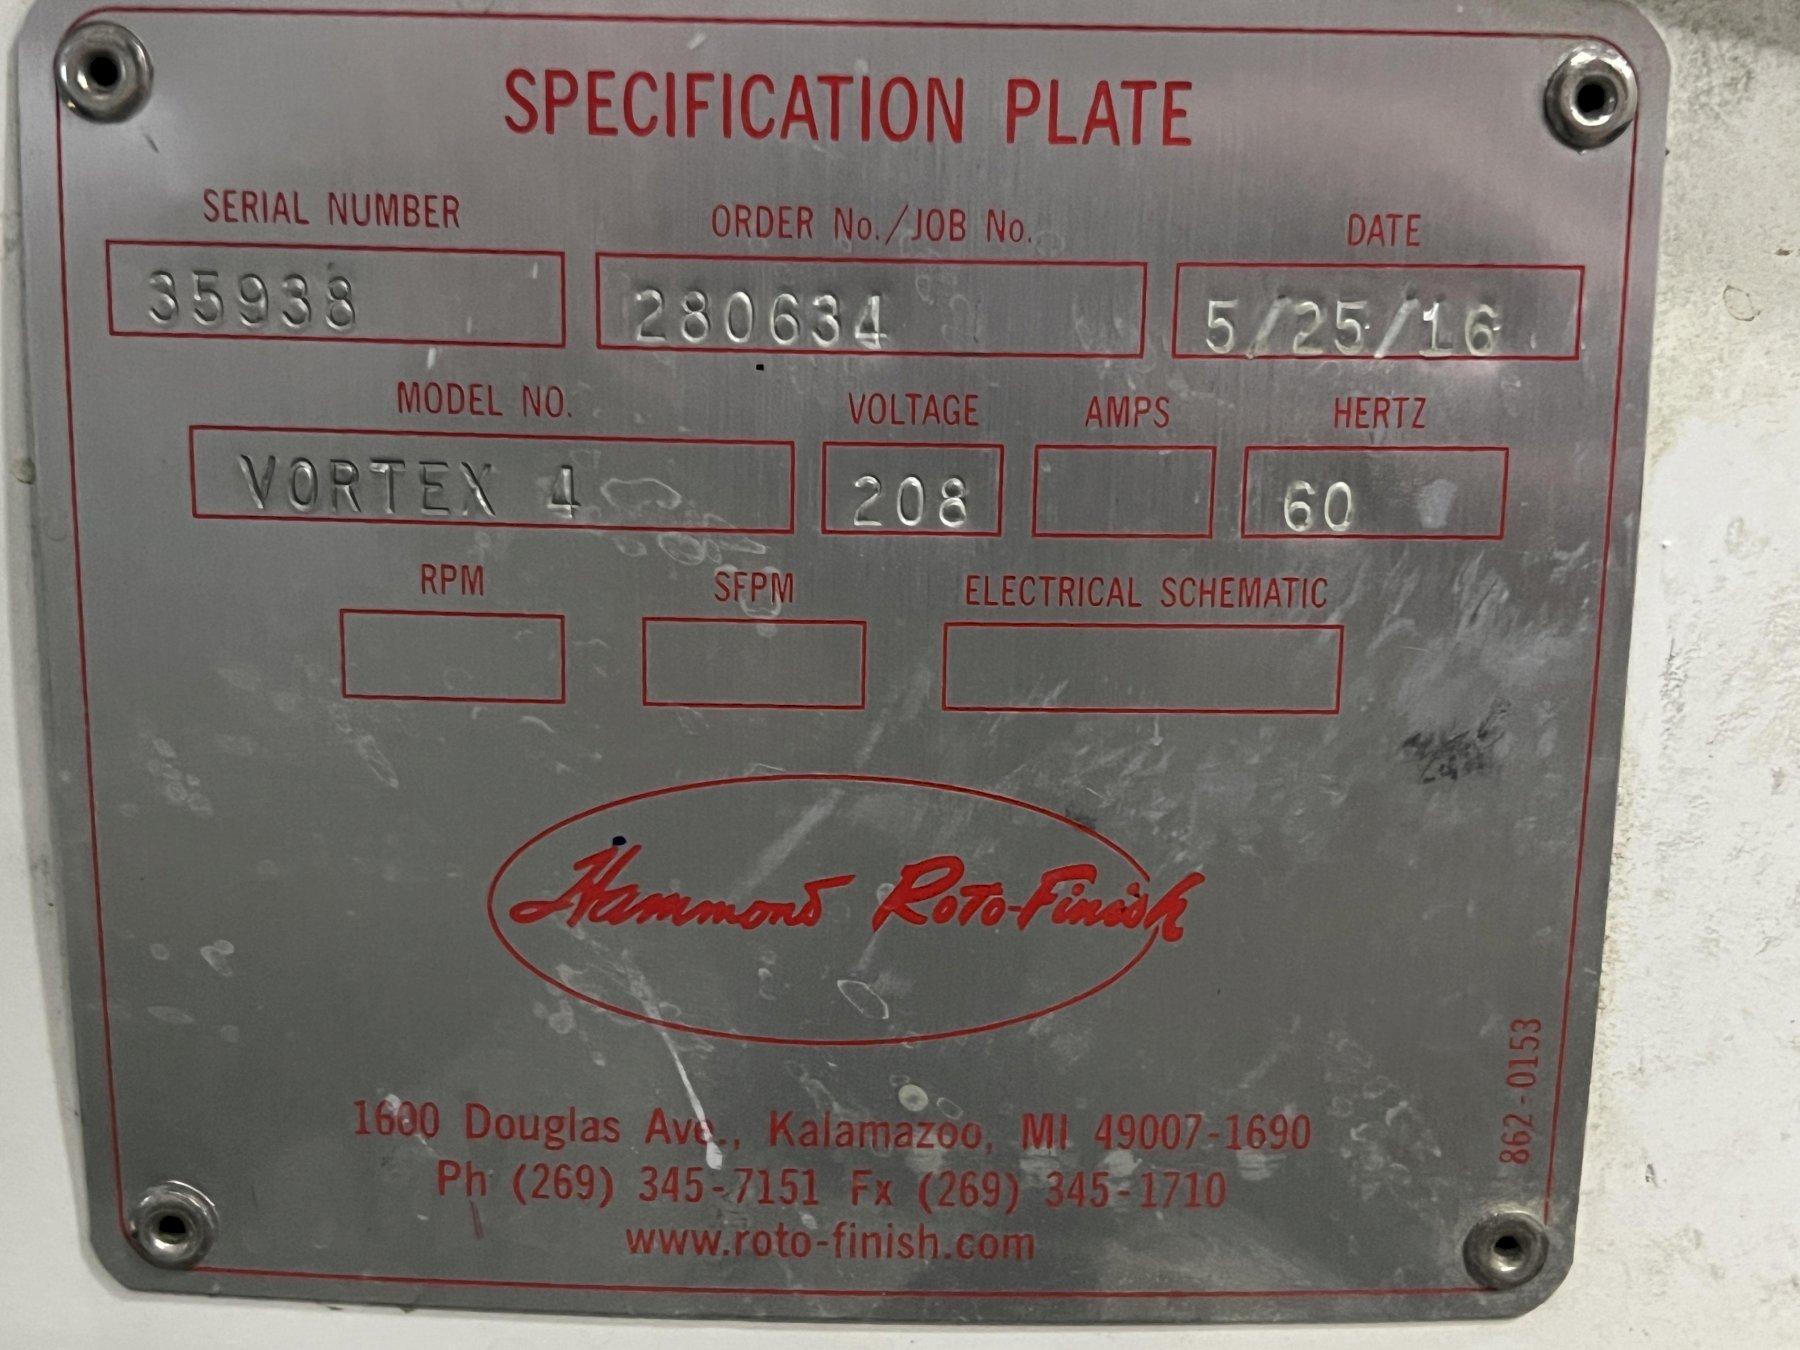 SPECIFICATION PLATE
SERIAL NUMBER ORDER No./JOB No. DATE
35938 280634 5/25/16
MODEL NO. VOLTAGE AMPS HERTZ
VORTEX 4 208 60
RPM SFPM ELECTRICAL SCHEMATIC
Hammond Roto-Finish
1600 Douglas Ave., Kalamazoo, MI 49007-1690
Ph (269) 345-7151 Fx (269) 345-1710
www.roto-finish.com
862-0153